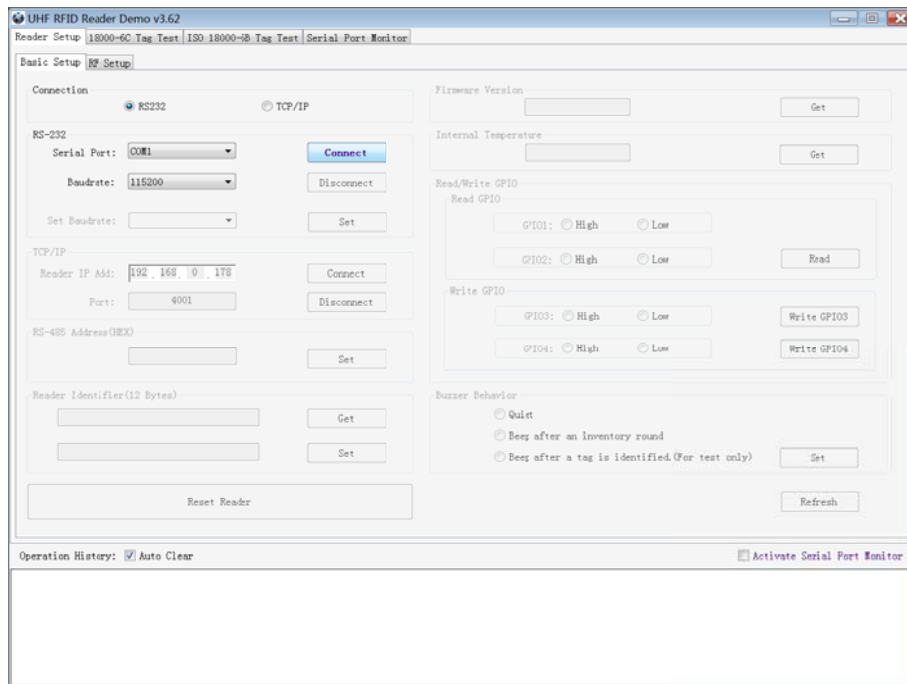 UHF RFID Reader Demo v3.62
Reader Setup 18000-6C Tag Test ISO 18000-6B Tag Test Serial Port Monitor
Basic Setup RF Setup
Connection
RS232 TCP/IP
RS-232
Serial Port: COM1 Connect
Baudrate: 115200 Disconnect
Set Baudrate: Set
TCP/IP
Reader IP Add: 192 . 168 . 0 . 178 Connect
Port: 4001 Disconnect
RS-485 Address(HEX)
Set
Reader Identifier(12 Bytes)
Get
Set
Reset Reader
Firmware Version
Get
Internal Temperature
Get
Read/Write GPIO
Read GPIO
GPIO1: High Low
GPIO2: High Low Read
Write GPIO
GPIO3: High Low Write GPIO3
GPIO4: High Low Write GPIO4
Buzzer Behavior
Quiet
Beep after an inventory round
Beep after a tag is identified.(For test only) Set
Refresh
Operation History: Auto Clear Activate Serial Port Monitor